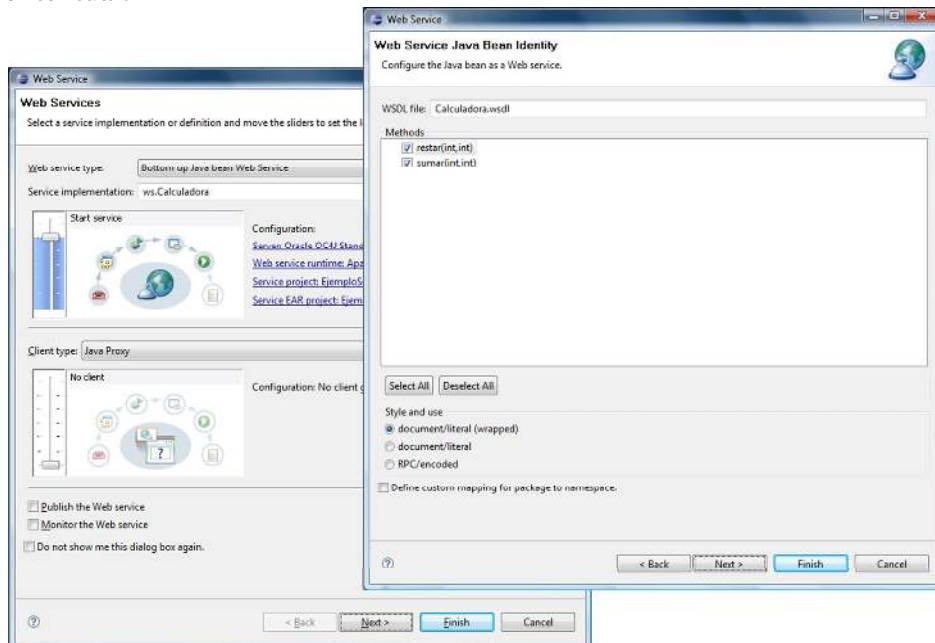 Web Service
Web Services
Select a service implementation or definition and move the sliders to set the
Web service type:
Bottom up Java bean Web Service
Service implementation:
ws.Calculadora
Start service
Configuration:
Server: Oracle OC4J Stand
Web service runtime: Apa
Service project: EjemploS
Service EAR project: Ejem
Client type:
Java Proxy
No client
Configuration: No client g
Publish the Web service
Monitor the Web service
Do not show me this dialog box again.
< Back
Next >
Finish
Cancel
Web Service
Web Service Java Bean Identity
Configure the Java bean as a Web service.
WSDL file:
Calculadora.wsdl
Methods
restar(int,int)
sumar(int,int)
Select All
Deselect All
Style and use
document/literal (wrapped)
document/literal
RPC/encoded
Define custom mapping for package to namespace.
< Back
Next >
Finish
Cancel